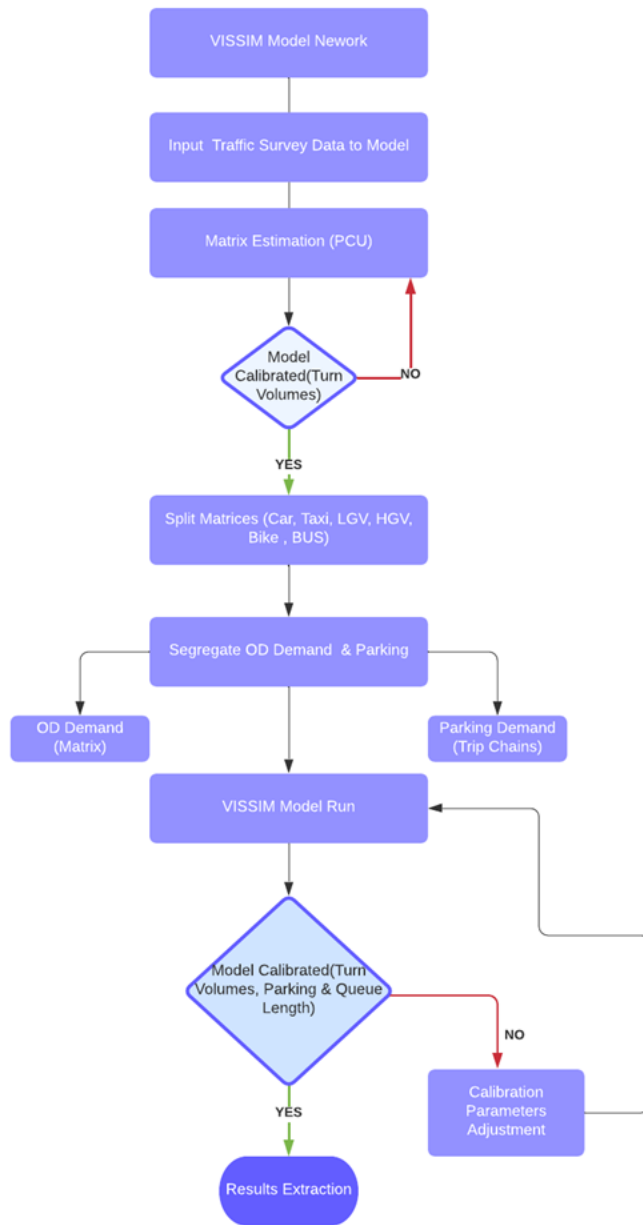 VISSIM Model Nework
Input  Traffic Survey Data to Model
Matrix Estimation (PCU)
Model
Calibrated(Turn
Volumes)
NO
YES
Split Matrices (Car, Taxi, LGV, HGV,
Bike , BUS)
Segregate OD Demand  & Parking
OD Demand
(Matrix)
Parking Demand
(Trip Chains)
VISSIM Model Run
Model Calibrated(Turn
Volumes, Parking & Queue
Length)
NO
Calibration
Parameters
Adjustment
YES
Results Extraction